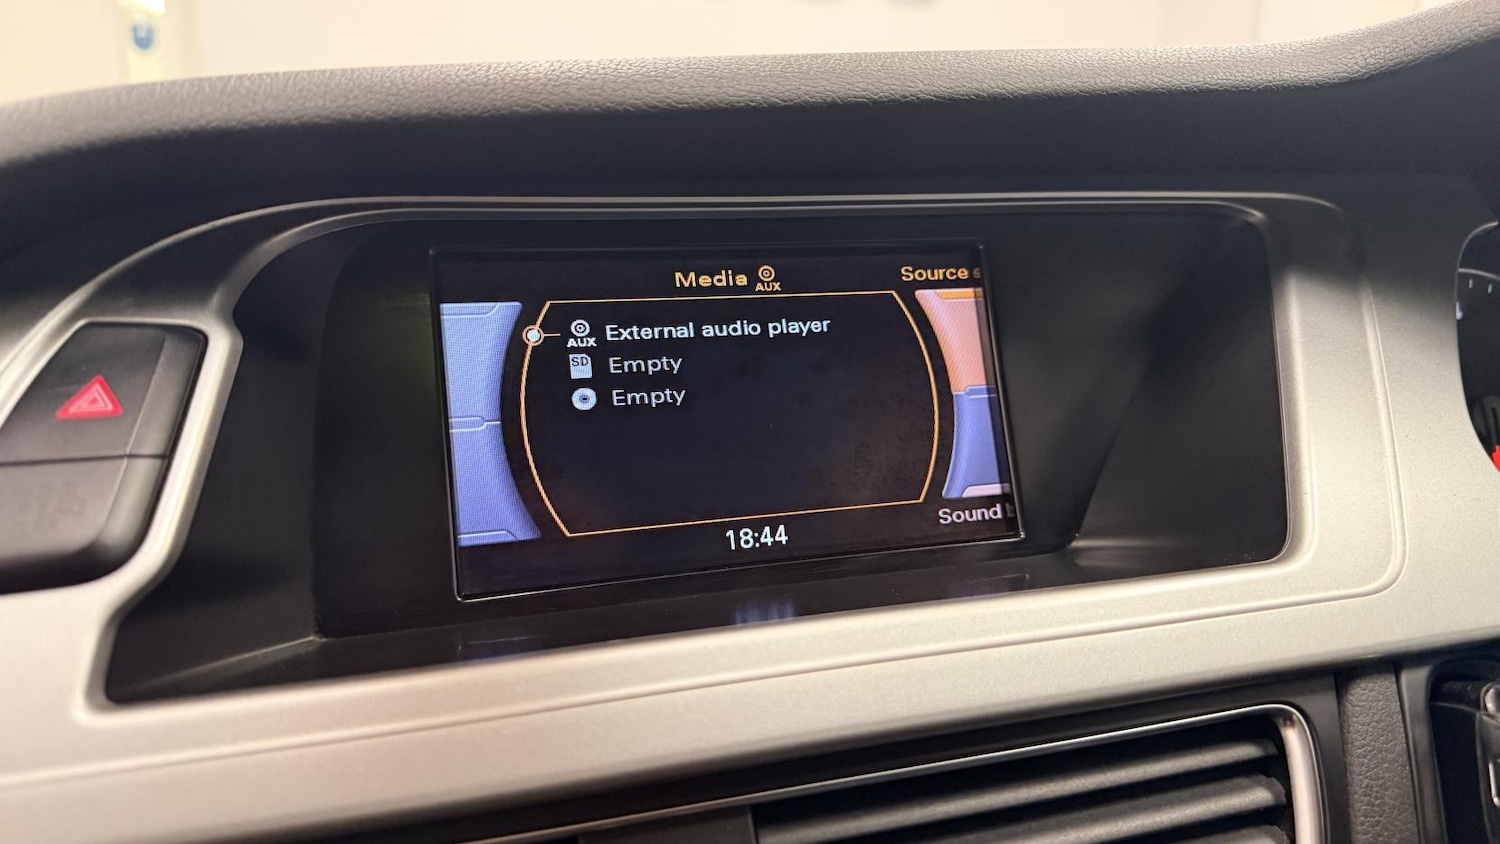 Media AUX
Source
AUX External audio player
SD Empty
Empty
18:44
Sound